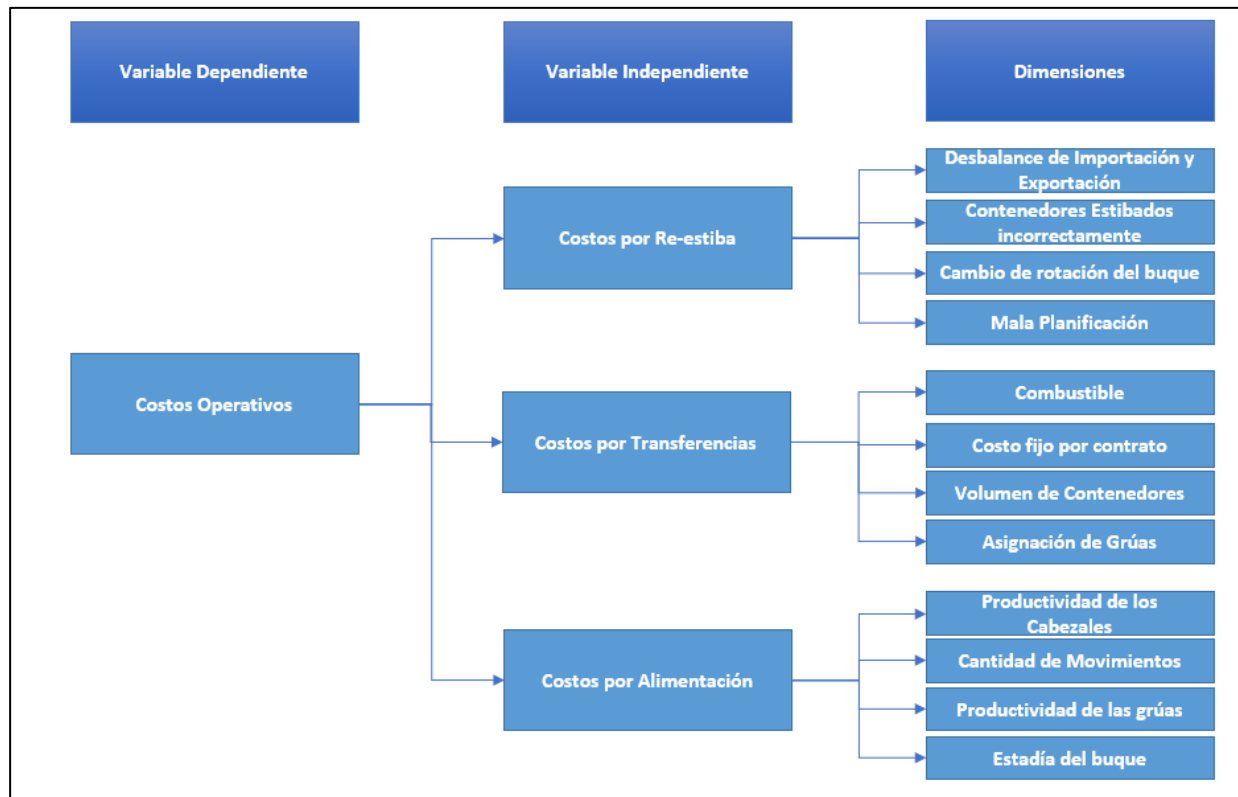 Variable Dependiente
Variable Independiente
Dimensiones
Costos Operativos
Costos por Re-estiba
Desbalance de Importación y
Exportación
Contenedores Estibados
incorrectamente
Cambio de rotación del buque
Mala Planificación
Costos por Transferencias
Combustible
Costo fijo por contrato
Volumen de Contenedores
Asignación de Grúas
Costos por Alimentación
Productividad de los
Cabezales
Cantidad de Movimientos
Productividad de las grúas
Estadía del buque